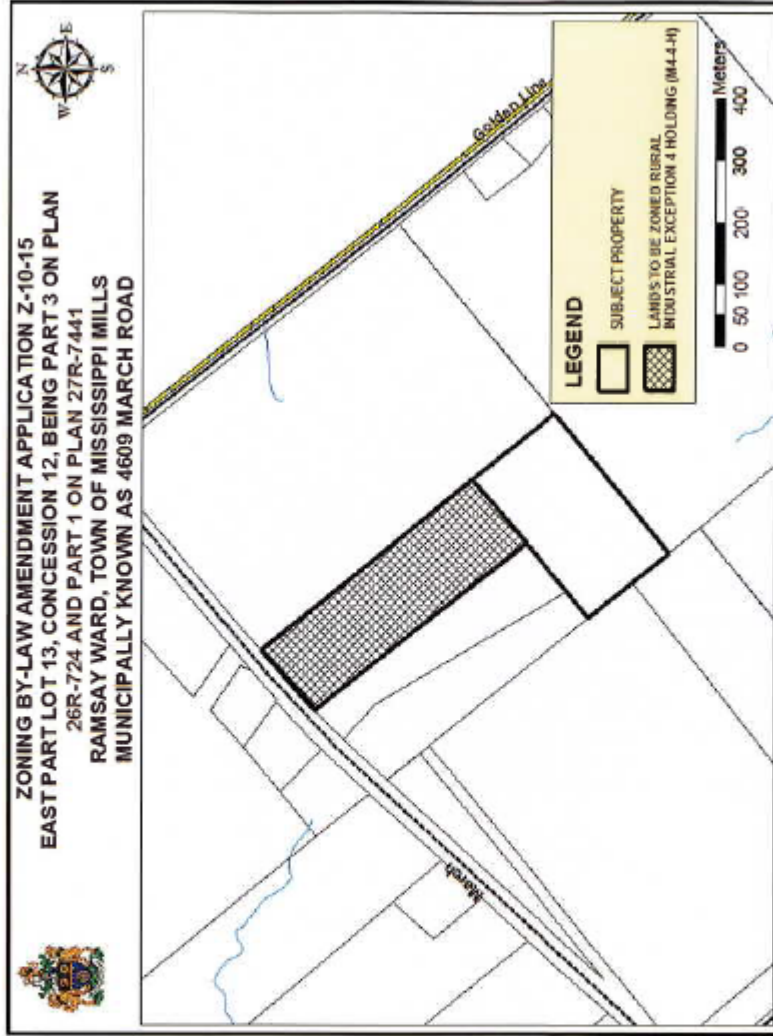 ZONING BY-LAW AMENDMENT APPLICATION Z-10-15
EAST PART LOT 13, CONCESSION 12, BEING PART 3 ON PLAN
26R-724 AND PART 1 ON PLAN 27R-7441
RAMSAY WARD, TOWN OF MISSISSIPPI MILLS
MUNICIPALLY KNOWN AS 4609 MARCH ROAD
N
W E
S
Golden Line
March
LEGEND
SUBJECT PROPERTY
LANDS TO BE ZONED RURAL
INDUSTRIAL EXCEPTION 4 HOLDING (M4-4-H)
Meters
0 50 100 200 300 400